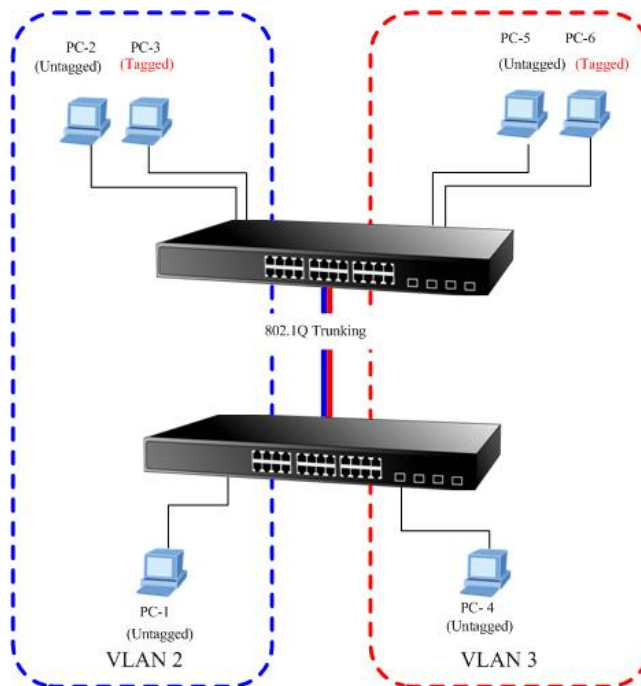 PC-2
(Untagged)
PC-3
(Tagged)
PC-5
(Untagged)
PC-6
(Tagged)
802.1Q Trunking
PC-1
(Untagged)
PC- 4
(Untagged)
VLAN 2
VLAN 3